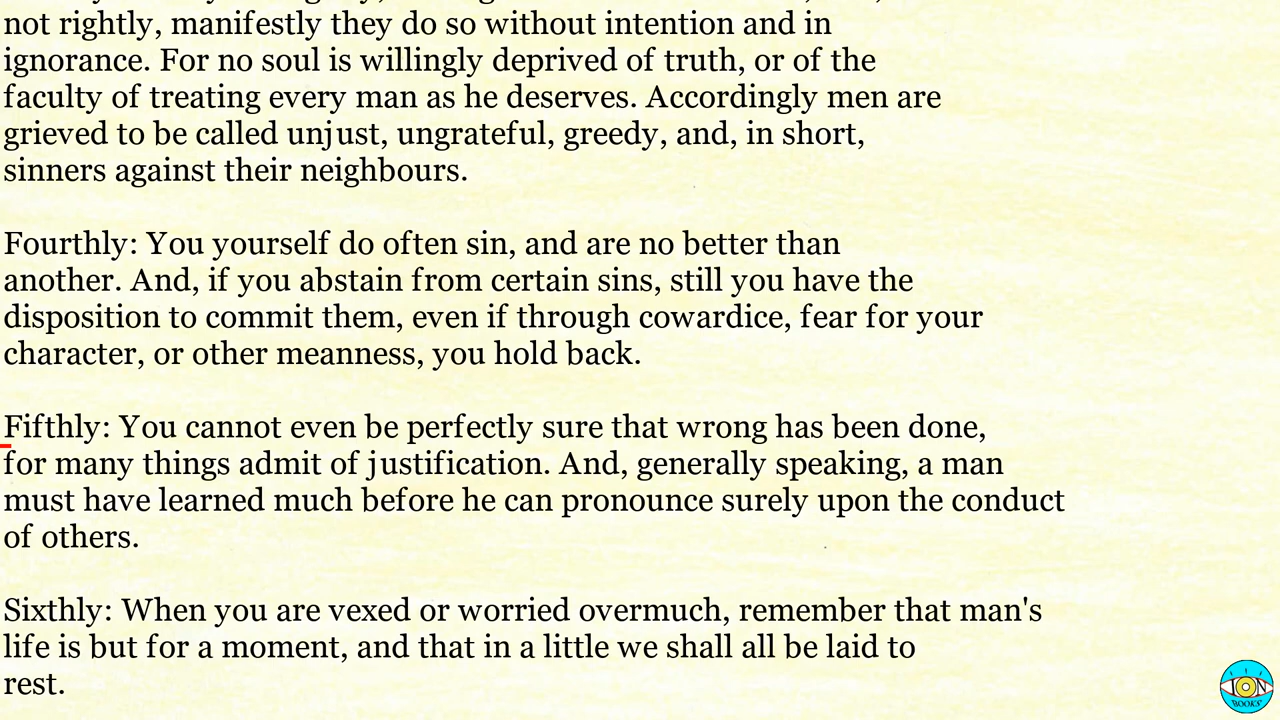 not rightly, manifestly they do so without intention and in
ignorance. For no soul is willingly deprived of truth, or of the
faculty of treating every man as he deserves. Accordingly men are
grieved to be called unjust, ungrateful, greedy, and, in short,
sinners against their neighbours.
Fourthly: You yourself do often sin, and are no better than
another. And, if you abstain from certain sins, still you have the
disposition to commit them, even if through cowardice, fear for your
character, or other meanness, you hold back.
Fifthly: You cannot even be perfectly sure that wrong has been done,
for many things admit of justification. And, generally speaking, a man
must have learned much before he can pronounce surely upon the conduct
of others.
Sixthly: When you are vexed or worried overmuch, remember that man's
life is but for a moment, and that in a little we shall all be laid to
rest.
ION
BOOKS